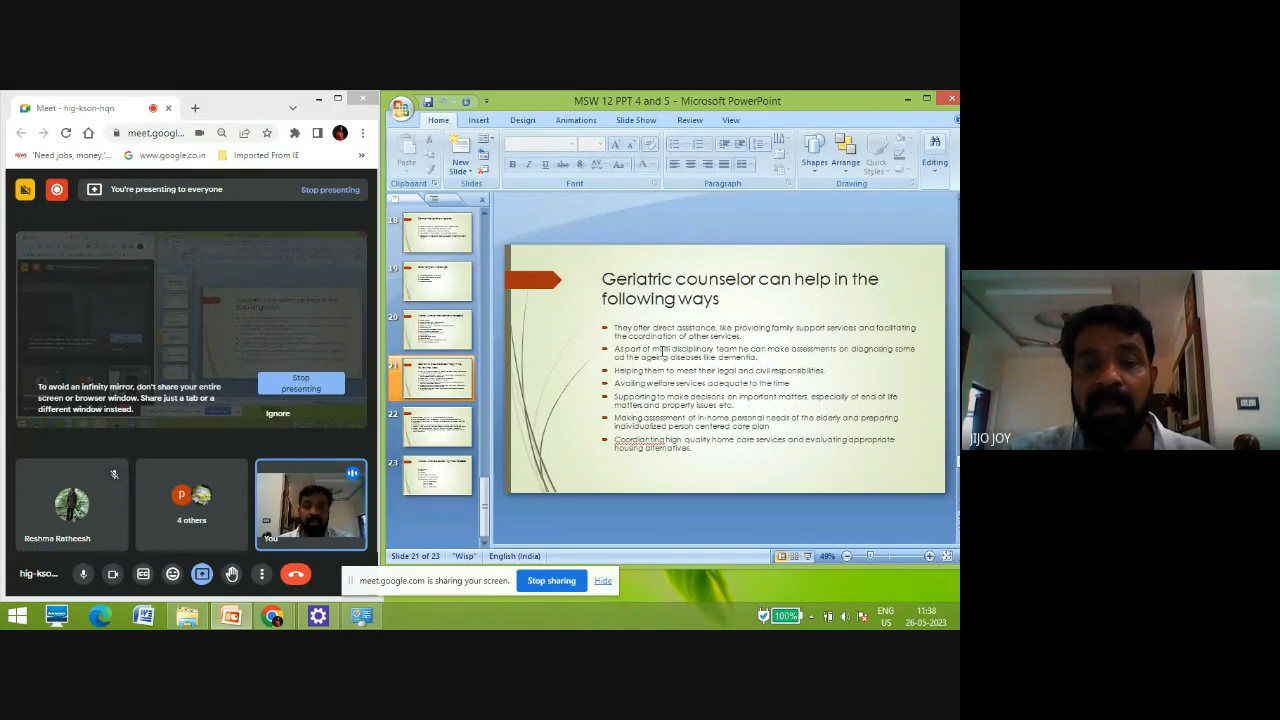 Meet - hig-kson-hqn
meet.googl...
'Need jobs, money,'...
www.google.co.in
Imported From IE
You're presenting to everyone
Stop presenting
To avoid an infinity mirror, don't share your entire
screen or browser window. Share just a tab or a
different window instead.
Stop
presenting
Ignore
Reshma Ratheesh
P
4 others
You
hig-kso...
MSW 12 PPT 4 and 5 - Microsoft PowerPoint
Home
Insert
Design
Animations
Slide Show
Review
View
Paste
New
Slide
Shapes
Arrange
Quick
Styles
Editing
Clipboard
Slides
Font
Paragraph
Drawing
18
19
20
21
22
23
Geriatric counselor can help in the
following ways
They offer direct assistance, like providing family support services and facilitating
the coordination of other services.
As part of disciplinary team he can make assessments on diagnosing some
od the ageing diseases like dementia.
Helping them to meet their legal and civil responsibilities.
Availing welfare services adequate to the time
Supporting to make decisions on important matters, especially of end of life
matters and property issues etc.
Making assessment of in-home personal needs of the elderly and preparing
individualized person centered care plan
Coordianting high quality home care services and evaluating appropriate
housing alternatives.
Slide 21 of 23
"Wisp"
English (India)
49%
meet.google.com is sharing your screen.
Stop sharing
Hide
100%
ENG
US
11:38
26-05-2023
JIJO JOY